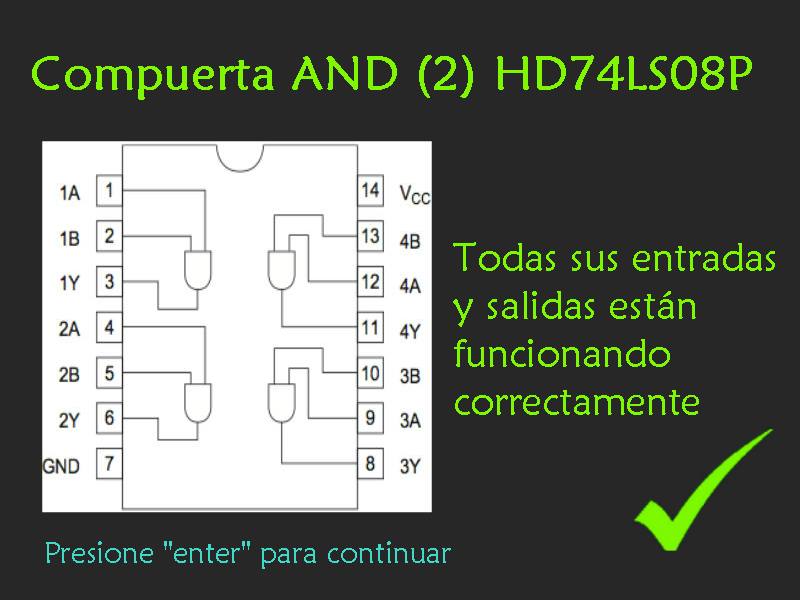 Compuerta AND (2) HD74LS08P
1A 1 14 VCC
1B 2 13 4B
1Y 3 12 4A
2A 4 11 4Y
2B 5 10 3B
2Y 6 9 3A
GND 7 8 3Y
Todas sus entradas
y salidas están
funcionando
correctamente
Presione "enter" para continuar